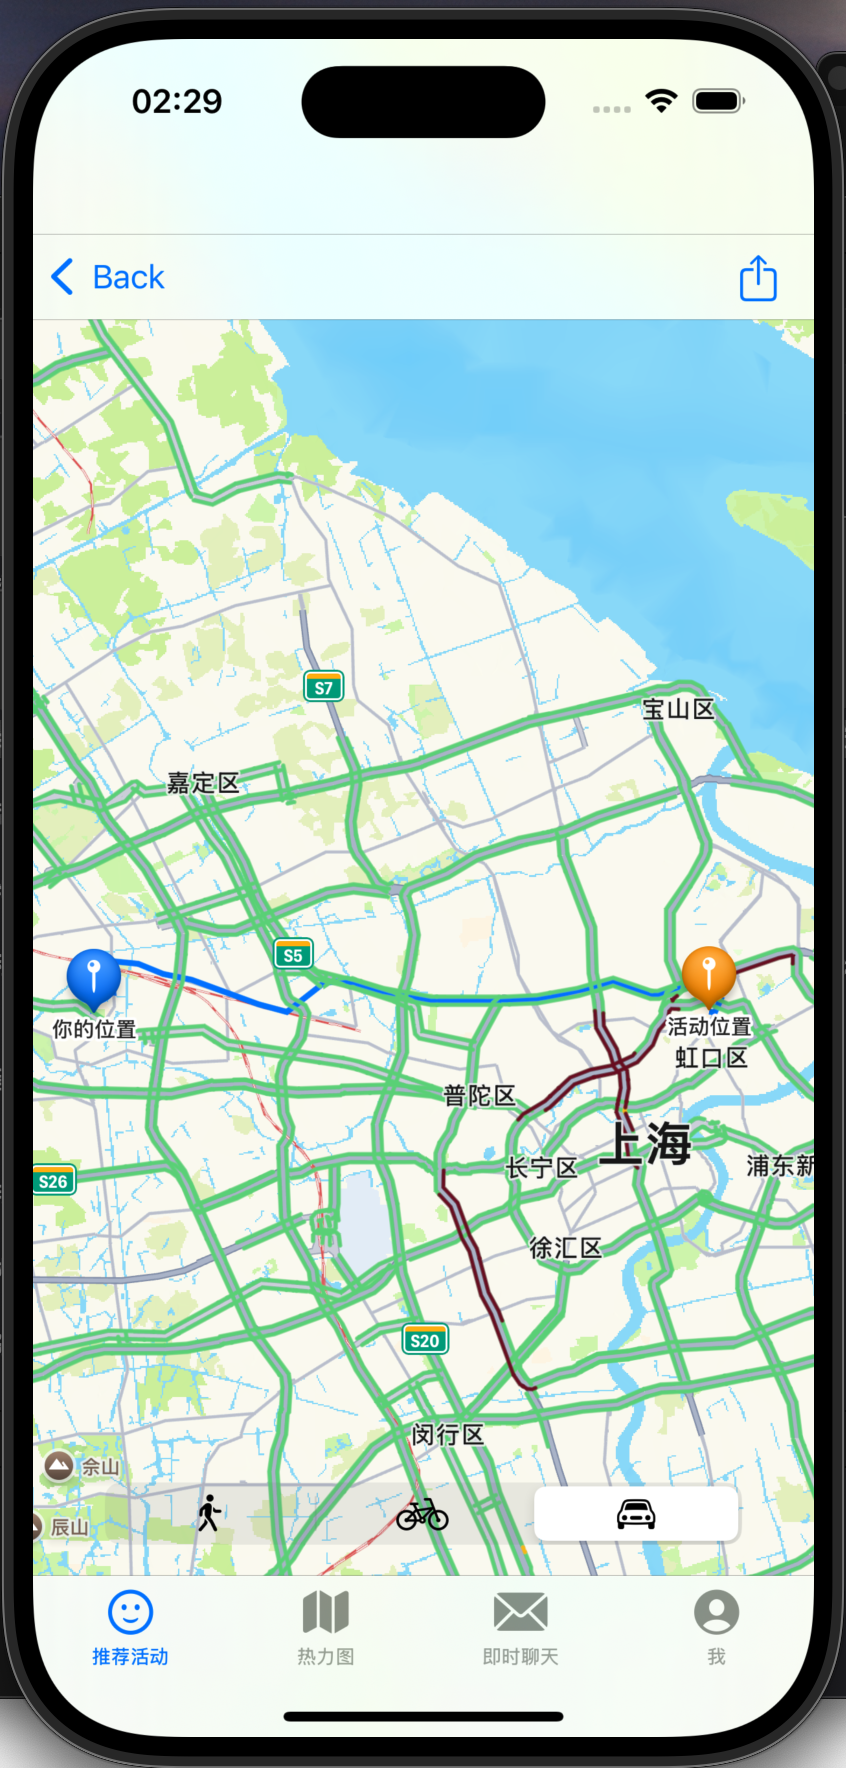 02:29
Back
S7
宝山区
嘉定区
S5
你的位置
活动位置
虹口区
普陀区
上海
长宁区
浦东新
S26
徐汇区
S20
闵行区
佘山
辰山
推荐活动
热力图
即时聊天
我